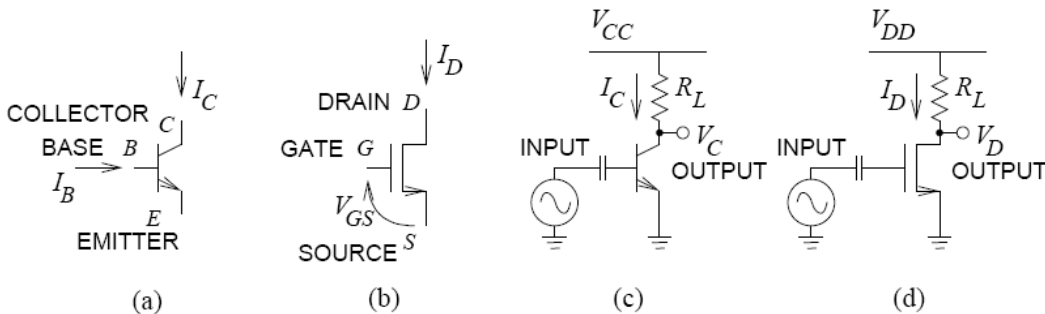 I_C
COLLECTOR C
BASE B
I_B
E
EMITTER
(a)
I_D
DRAIN D
GATE G
V_GS
S
SOURCE
(b)
V_CC
I_C R_L
V_C
INPUT
OUTPUT
(c)
V_DD
I_D R_L
V_D
INPUT
OUTPUT
(d)